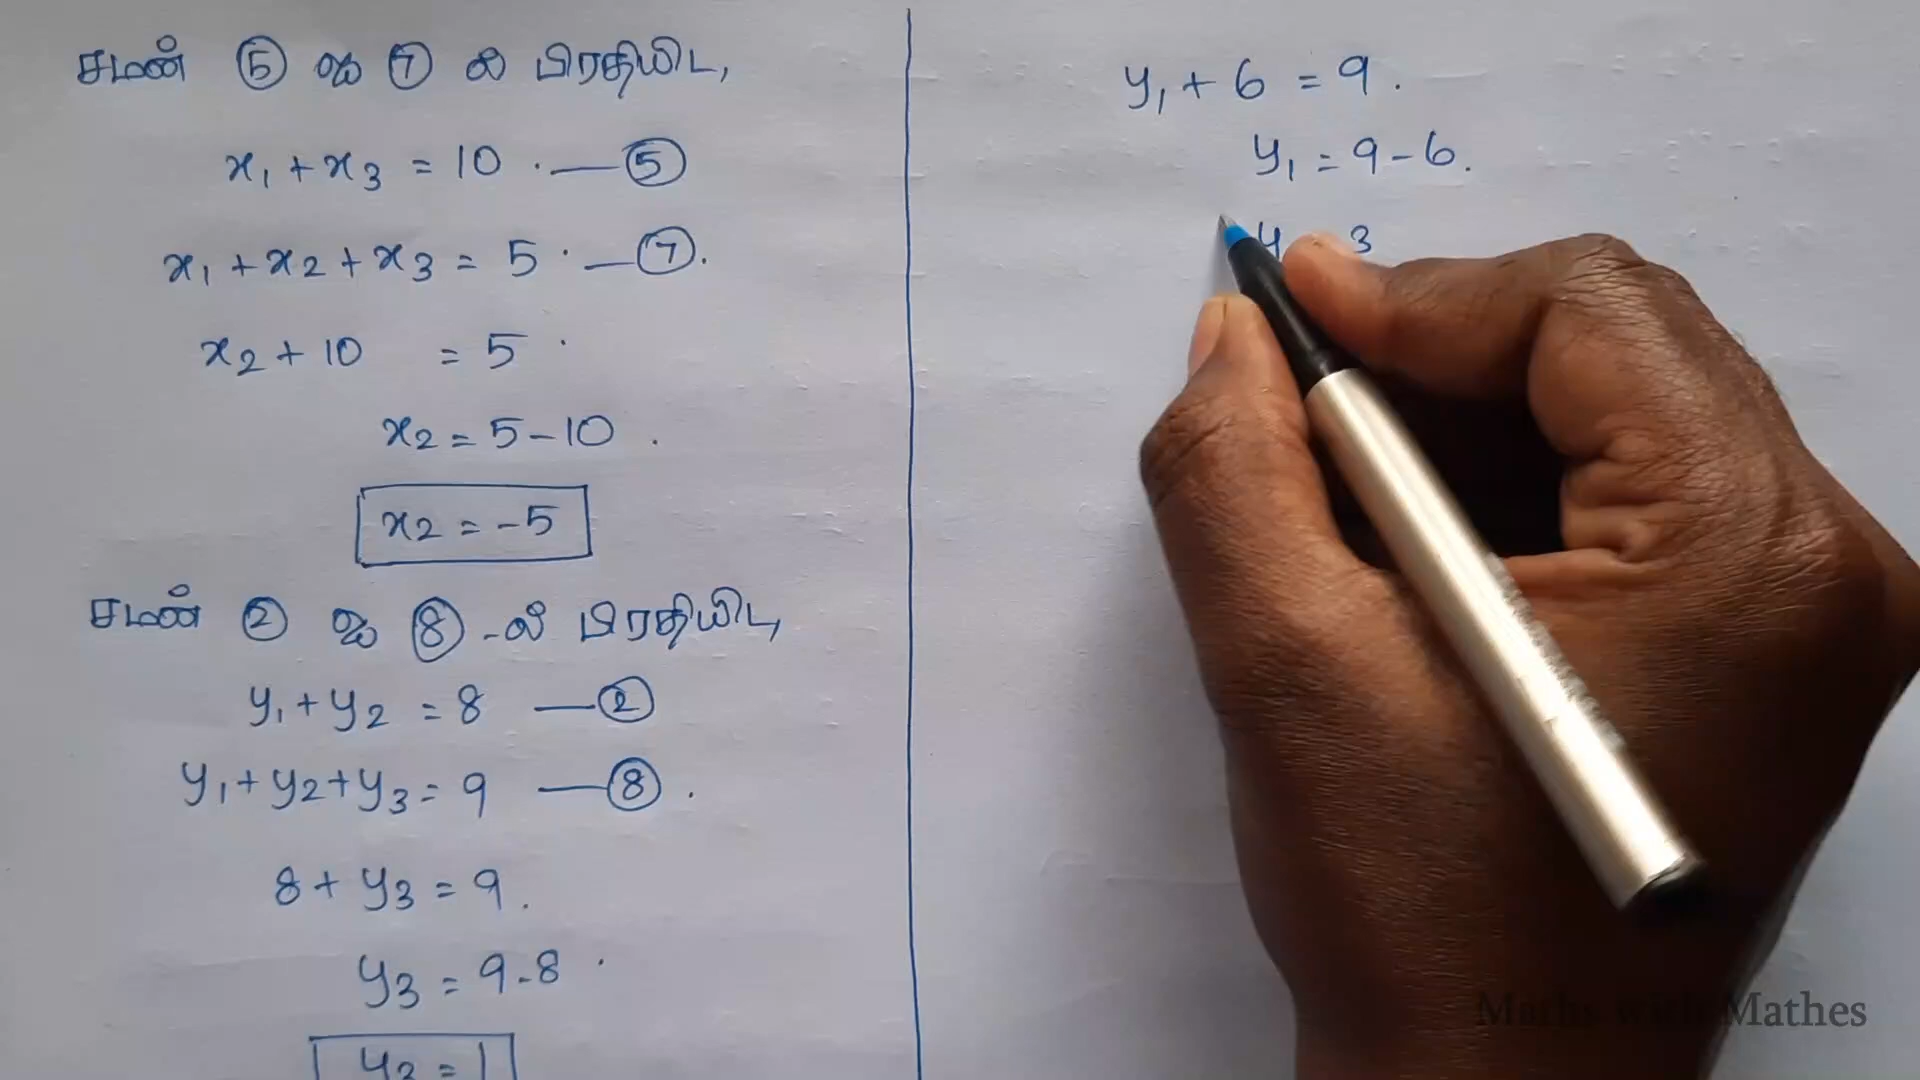 சமன் ⑤ ஐ ⑦ ல் பிரதியிட,
x₁ + x₃ = 10 . — ⑤
x₁ + x₂ + x₃ = 5 . — ⑦.
x₂ + 10 = 5 .
x₂ = 5 - 10 .
x₂ = -5
சமன் ② ஐ ⑧ -ல் பிரதியிட,
y₁ + y₂ = 8 — ②
y₁ + y₂ + y₃ = 9 — ⑧ .
8 + y₃ = 9 .
y₃ = 9 - 8 .
y₃ = 1
y₁ + 6 = 9 .
y₁ = 9 - 6 .
y 3
Maths with Mathes